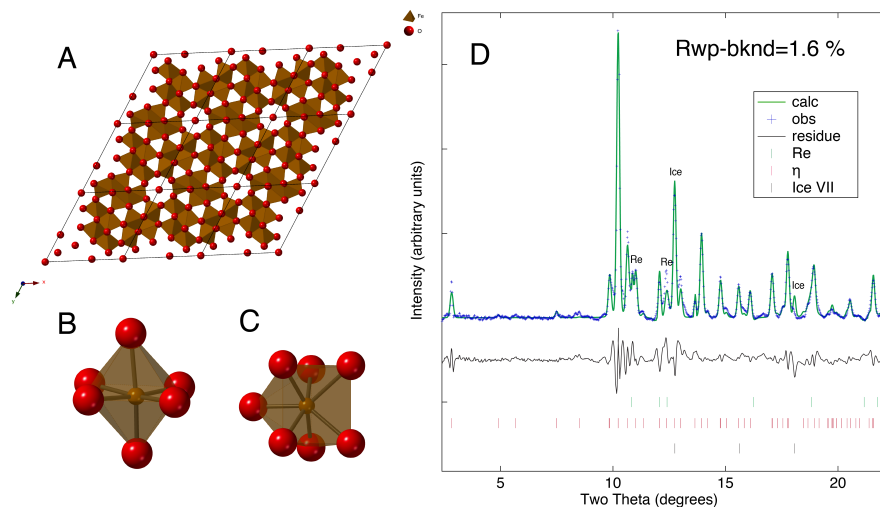 A
Fe
O
x
y
B
C
D
Rwp-bknd=1.6 %
calc
obs
residue
Re
η
Ice VII
Ice
Re
Re
Ice
Intensity (arbitrary units)
5
10
15
20
Two Theta (degrees)